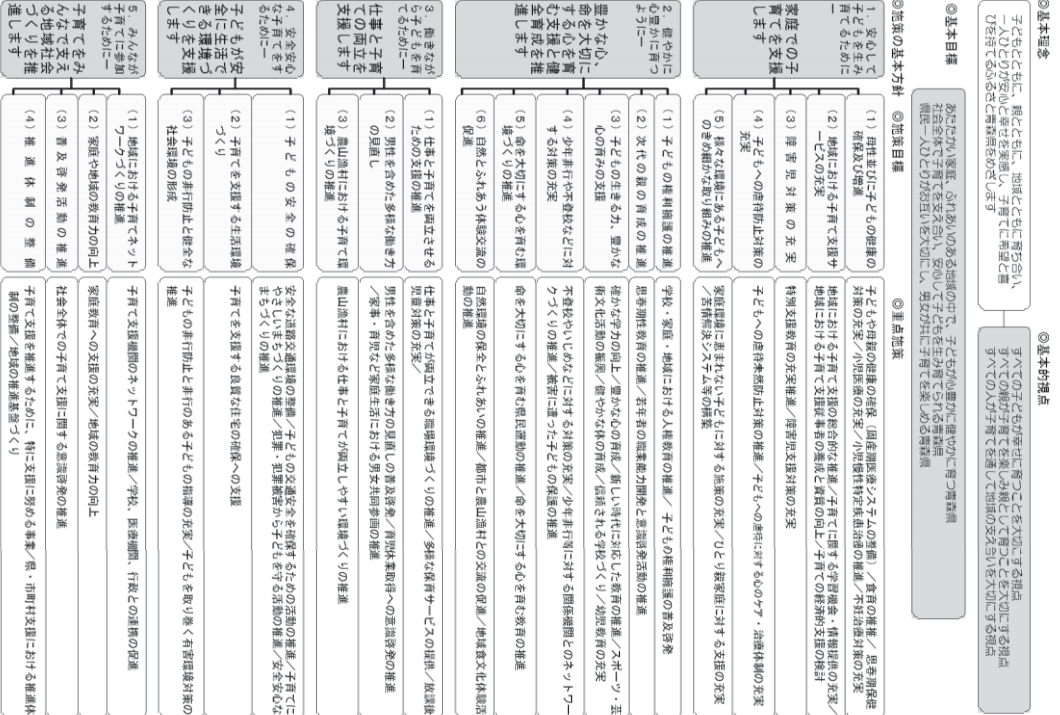 ◎基本理念
子どもとともに、親とともに、地域とともに育ち合い、
一人ひとりが安心と幸せを実感し、子育てに希望と喜
びを持てるふるさと青森県をめざします
◎基本的視点
すべての子どもが幸せに育つことを大切にする視点
すべての親が子育てを楽しみ親として育つことを大切にする視点
すべての人が子育てを通して地域の支え合いを大切にする視点
◎基本目標
あたたかい家庭、ふれあいのある地域の中で、子どもが心豊かに健やかに育つ青森県
社会全体で子育てを支え合い、安心して子どもを生み育てられる青森県
県民一人ひとりがお互いを大切にし、男女が共に子育てを楽しめる青森県
◎施策の基本方針
◎施策目標
◎重点施策
1．安心して
子どもを生み
育てるために
ー
家庭での子
育てを支援
します
（1）母性並びに子どもの健康の
確保及び増進
子どもや母親の健康の確保（周産期医療システムの整備）／食育の推進／思春期保健
対策の充実／小児医療の充実／小児慢性特定疾患治療の推進／不妊治療対策の充実
（2）地域における子育て支援サ
ービスの充実
地域における子育て支援の総合的な推進／子育てに関する学習機会・情報提供の充実／
地域における子育て支援従事者の養成と資質の向上／子育ての経済的支援の検討
（3）障害児対策の充実
特別支援教育の充実推進／障害児支援対策の充実
（4）子どもへの虐待防止対策の
充実
子どもへの虐待未然防止対策の推進／子どもへの虐待に対する心のケア・治療体制の充実
（5）様々な環境にある子どもへ
のきめ細かな取り組みの推進
家庭環境に恵まれない子どもに対する施策の充実／ひとり親家庭に対する支援の充実
／苦情解決システム等の構築
2．健やかに
心豊かに育つ
ようにー
豊かな心、
命を大切に
する心を育
む支援と健
全育成を推
進します
（1）子どもの権利擁護の推進
学校・家庭・地域における人権教育の推進／子どもの権利擁護の普及啓発
（2）次代の親の育成の推進
思春期性教育の推進／若年者の職業能力開発と意識啓発活動の推進
（3）子どもの生きる力、豊かな
心の育みの支援
確かな学力の向上／豊かな心の育成／新しい時代に対応した教育の推進／スポーツ・芸
術文化活動の振興／健やかな体の育成／信頼される学校づくり／幼児教育の充実
（4）少年非行や不登校などに対
する対策の充実
不登校やいじめなどに対する対策の充実／少年非行等に対する関係機関とのネットワー
クづくりの推進／被害に遭った子どもの保護の推進
（5）命を大切にする心を育む環
境づくりの推進
命を大切にする心を育む県民運動の推進／命を大切にする心を育む教育の推進
（6）自然とふれあう体験交流の
促進
自然環境の保全とふれあいの推進／都市と農山漁村との交流の促進／地域食文化体験活
動の推進
3．働きなが
ら子どもを育
てるためにー
仕事と子育
ての両立を
支援します
（1）仕事と子育てを両立させる
ための支援の推進
仕事と子育てが両立できる職場環境づくりの推進／多様な保育サービスの提供／放課後
児童対策の充実／
（2）男性を含めた多様な働き方
の見直し
男性を含めた多様な働き方の見直しの普及啓発／育児休業取得への意識啓発の推進
／家事・育児など家庭生活における男女共同参画の推進
（3）農山漁村における子育て環
境づくりの推進
農山漁村における仕事と子育てが両立しやすい環境づくりの推進
4．安全安心
な子育てをす
るためにー
子どもが安
全に生活で
きる環境づ
くりを支援
します
（1）子どもの安全の確保
安全な道路交通環境の整備／子どもの交通安全を確保するための活動の推進／子育てに
やさしいまちづくりの推進／犯罪・犯罪被害から子どもを守る活動の推進／安全安心な
まちづくりの推進
（2）子育てを支援する生活環境
づくり
子育てを支援する良質な住宅の確保への支援
（3）子どもの非行防止と健全な
社会環境の形成
子どもの非行防止と非行のある子どもの指導の充実／子どもを取り巻く有害環境対策の
推進
5．みんなが
子育てに参加
するためにー
子育てをみ
んなで支え
る地域社会
づくりを推
進します
（1）地域における子育てネット
ワークづくりの推進
子育て支援機関のネットワークの推進／学校、医療機関、行政との連携の促進
（2）家庭や地域の教育力の向上
家庭教育への支援の充実／地域の教育力の向上
（3）普及啓発活動の推進
社会全体での子育て支援に関する意識啓発の推進
（4）推進体制の整備
子育て支援を推進するために、特に支援に努める事業／県・市町村支援における推進体
制の整備／地域の推進基盤づくり